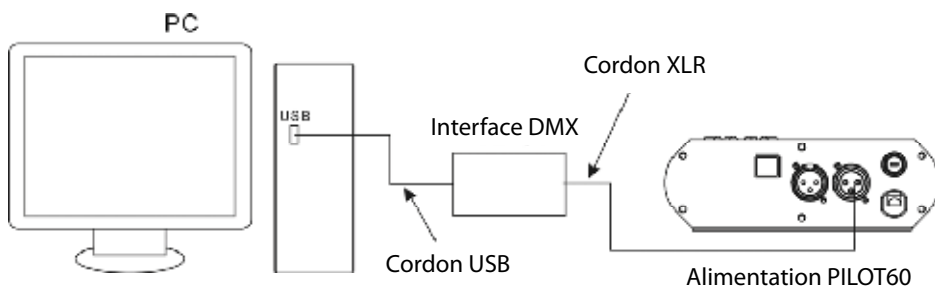 PC
Cordon XLR
USB
Interface DMX
Cordon USB
Alimentation PILOT60